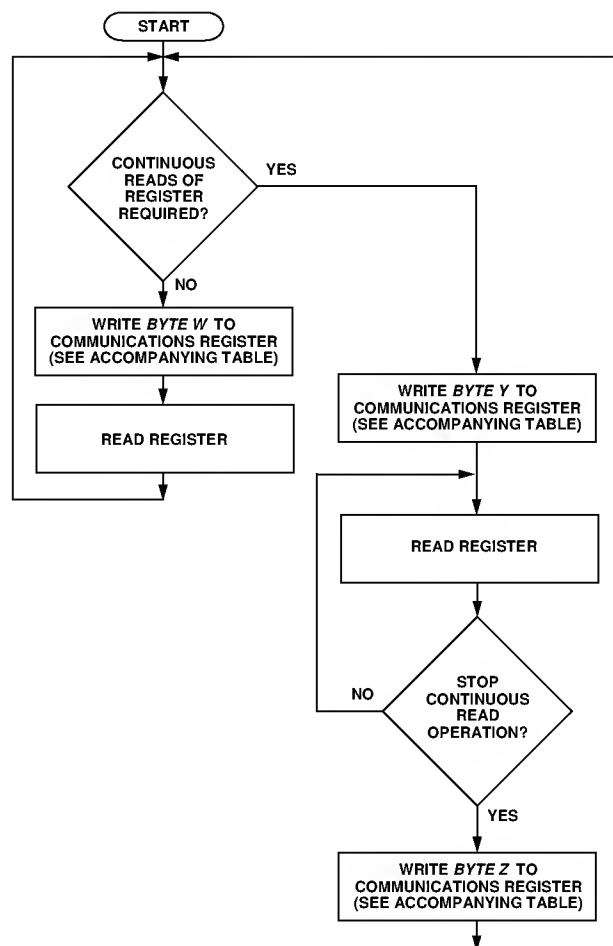 START
CONTINUOUS
READS OF
REGISTER
REQUIRED?
YES
NO
WRITE BYTE W TO
COMMUNICATIONS REGISTER
(SEE ACCOMPANYING TABLE)
READ REGISTER
WRITE BYTE Y TO
COMMUNICATIONS REGISTER
(SEE ACCOMPANYING TABLE)
READ REGISTER
STOP
CONTINUOUS
READ
OPERATION?
NO
YES
WRITE BYTE Z TO
COMMUNICATIONS REGISTER
(SEE ACCOMPANYING TABLE)